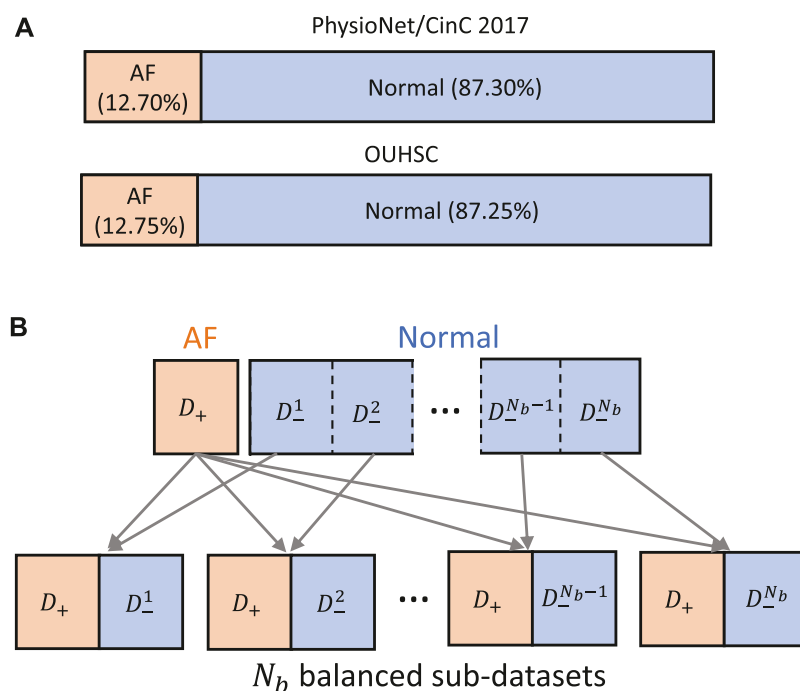 A
PhysioNet/CinC 2017
AF
(12.70%)
Normal (87.30%)
OUHSC
AF
(12.75%)
Normal (87.25%)
B
AF
Normal
D₊
D₋¹
D₋²
...
D₋ᴺᵇ⁻¹
D₋ᴺᵇ
D₊
D₋¹
D₊
D₋²
...
D₊
D₋ᴺᵇ⁻¹
D₊
D₋ᴺᵇ
N_b balanced sub-datasets